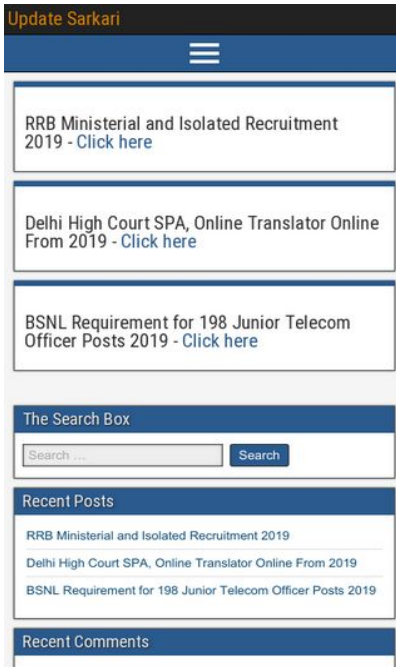 Update Sarkari
RRB Ministerial and Isolated Recruitment
2019 - Click here
Delhi High Court SPA, Online Translator Online
From 2019 - Click here
BSNL Requirement for 198 Junior Telecom
Officer Posts 2019 - Click here
The Search Box
Search ... Search
Recent Posts
RRB Ministerial and Isolated Recruitment 2019
Delhi High Court SPA, Online Translator Online From 2019
BSNL Requirement for 198 Junior Telecom Officer Posts 2019
Recent Comments